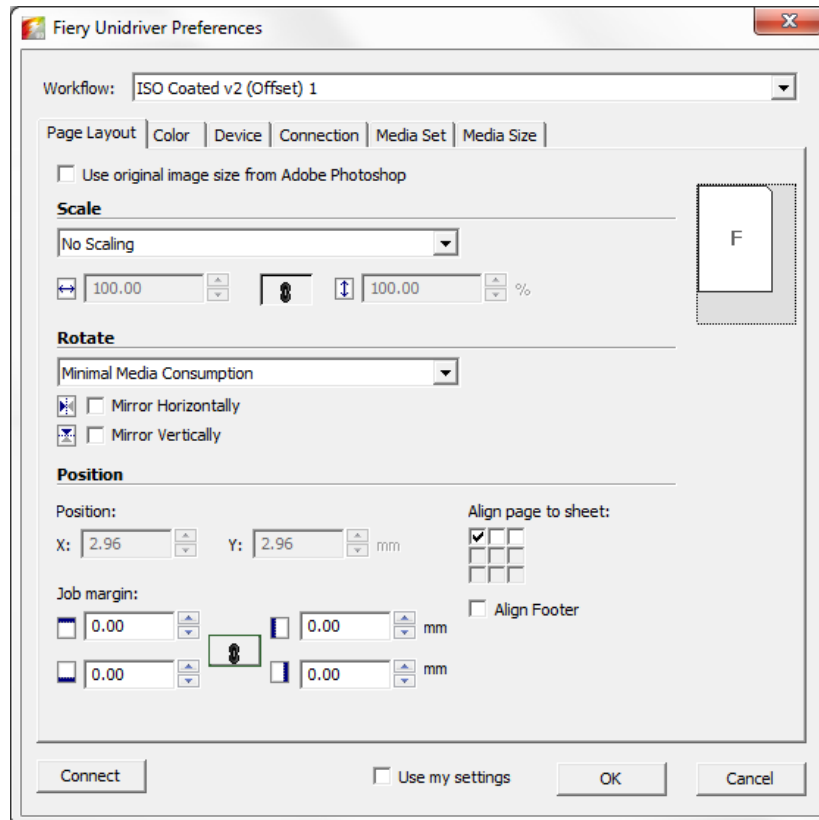 Fiery Unidriver Preferences
Workflow: ISO Coated v2 (Offset) 1
Page Layout Color Device Connection Media Set Media Size
Use original image size from Adobe Photoshop
Scale
No Scaling
100.00 100.00 %
F
Rotate
Minimal Media Consumption
Mirror Horizontally
Mirror Vertically
Position
Position: Align page to sheet:
X: 2.96 Y: 2.96 mm
Job margin:
Align Footer
0.00 0.00 mm
0.00 0.00 mm
Connect Use my settings OK Cancel